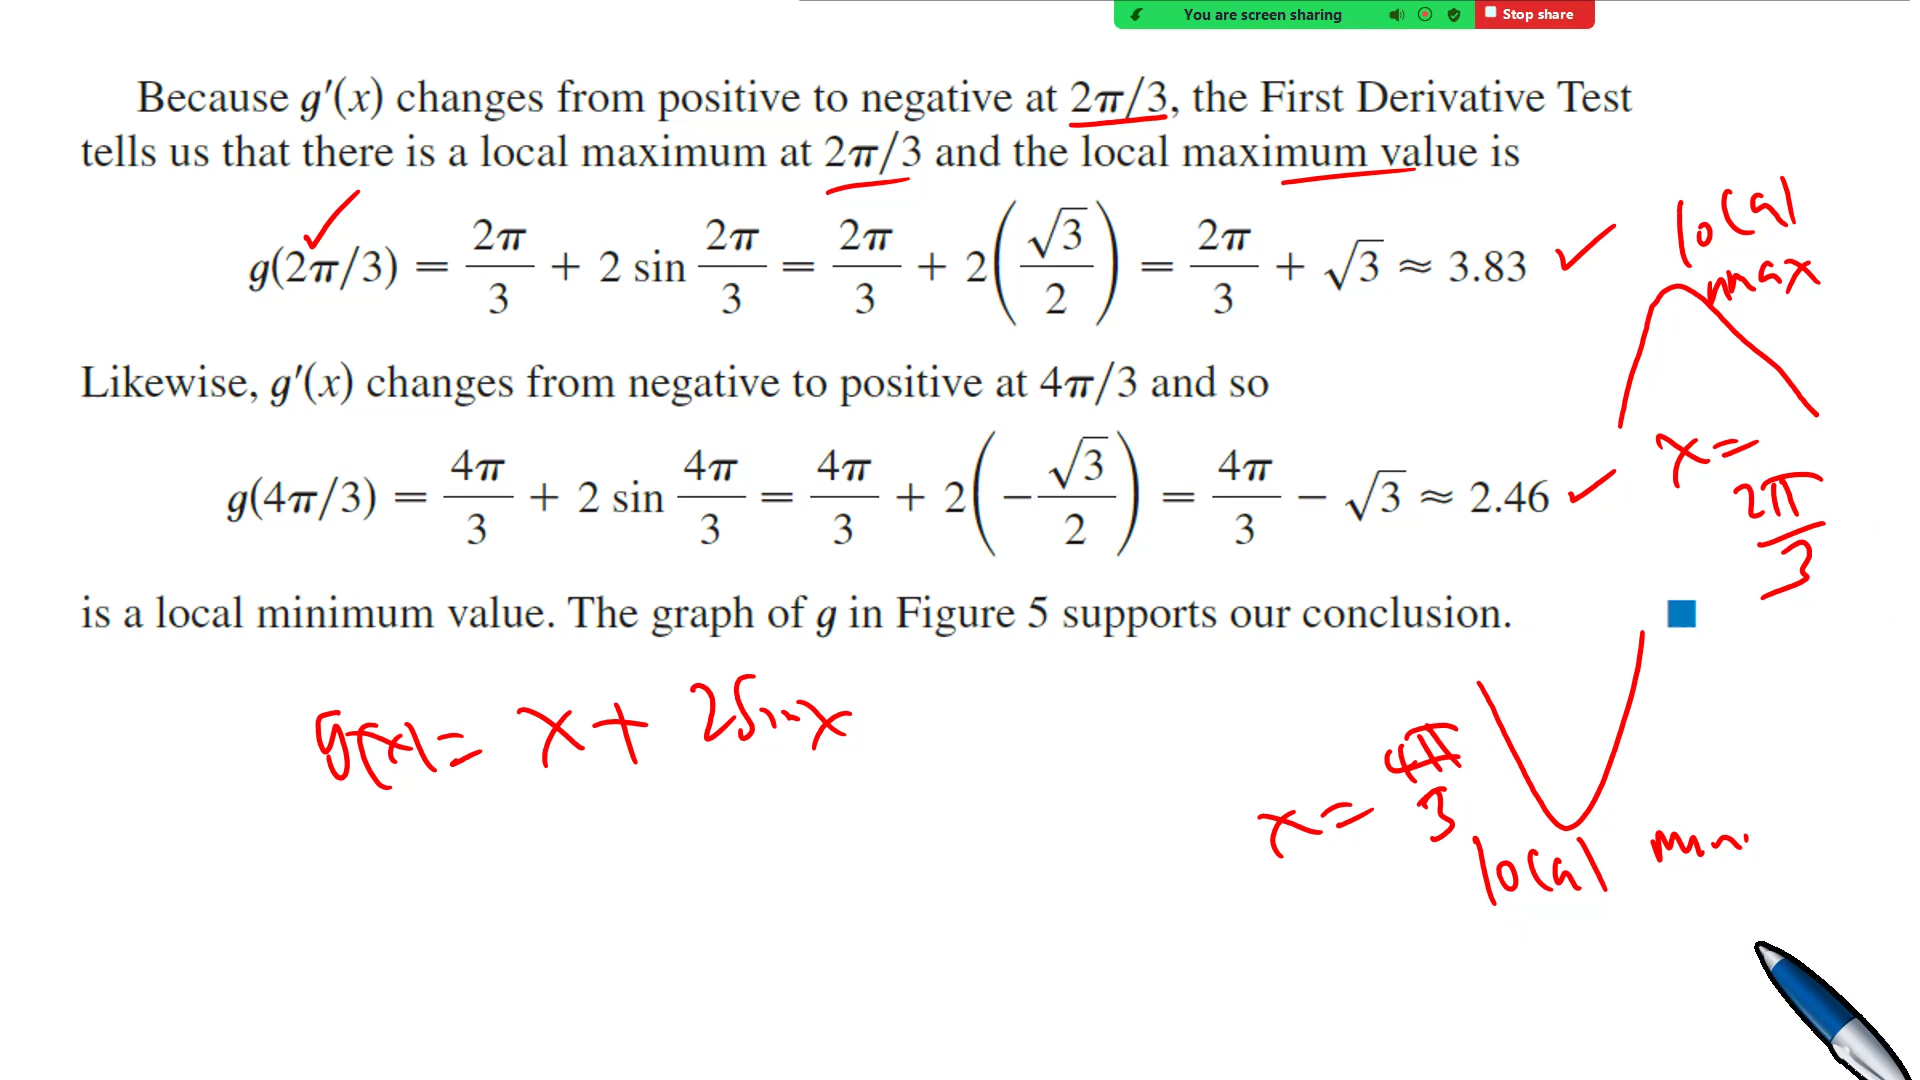 You are screen sharing
Stop share
Because g′(x) changes from positive to negative at 2π/3, the First Derivative Test
tells us that there is a local maximum at 2π/3 and the local maximum value is
g(2π/3) = 2π/3 + 2 sin 2π/3 = 2π/3 + 2(√3/2) = 2π/3 + √3 ≈ 3.83
local
max
Likewise, g′(x) changes from negative to positive at 4π/3 and so
g(4π/3) = 4π/3 + 2 sin 4π/3 = 4π/3 + 2(−√3/2) = 4π/3 − √3 ≈ 2.46
x = 2π/3
is a local minimum value. The graph of g in Figure 5 supports our conclusion.
g(x) = x + 2 sin x
x = 4π/3
local min